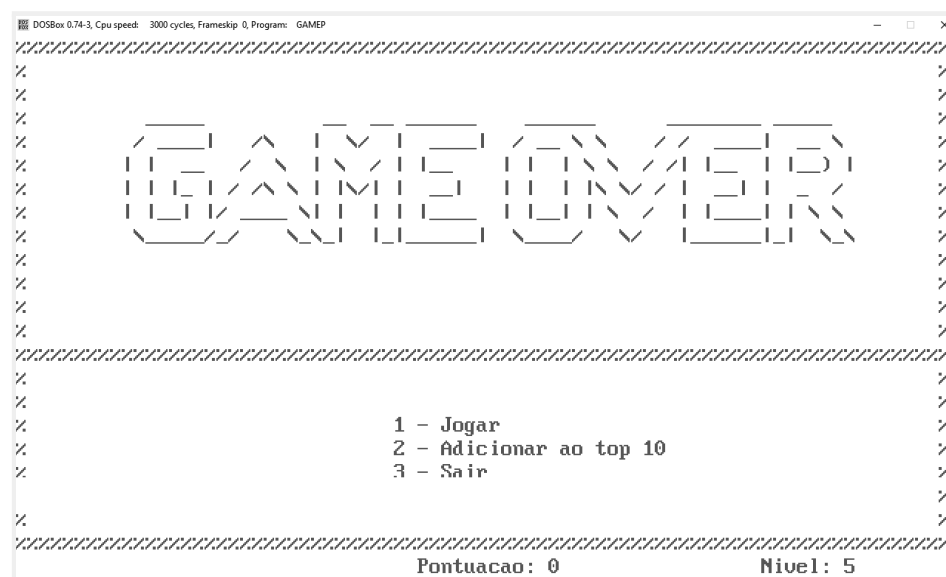 DOSBox 0.74-3, Cpu speed: 3000 cycles, Frameskip 0, Program: GAMEP
GAME OVER
1 - Jogar
2 - Adicionar ao top 10
3 - Sair
Pontuacao: 0 Nivel: 5